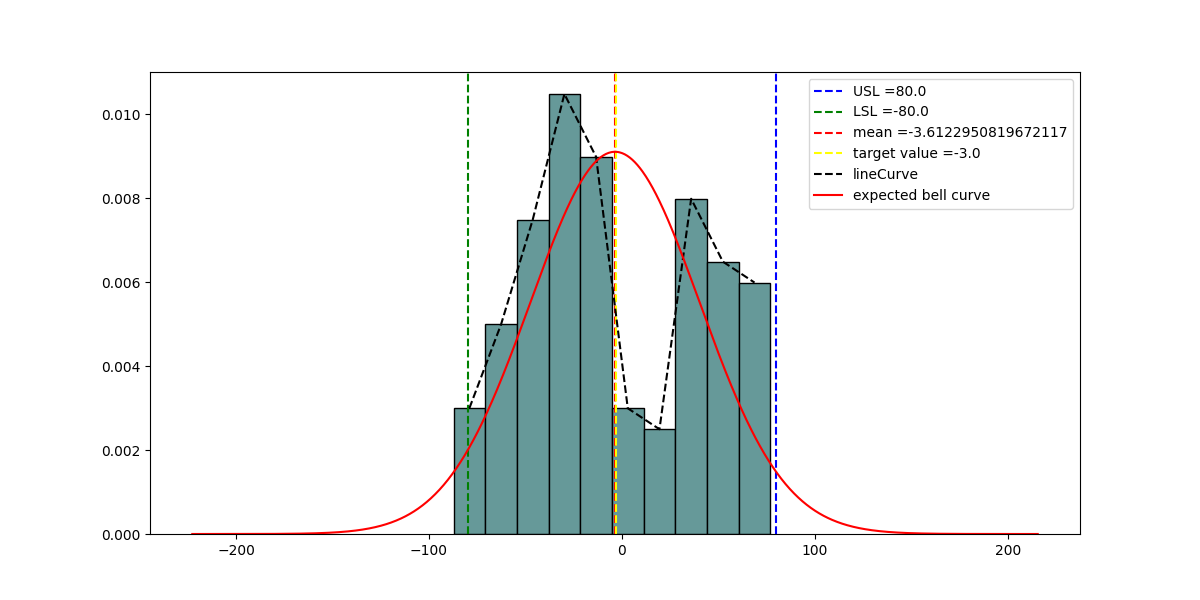 USL =80.0
LSL =-80.0
mean =-3.6122950819672117
target value =-3.0
lineCurve
expected bell curve
0.010
0.008
0.006
0.004
0.002
0.000
−200
−100
0
100
200